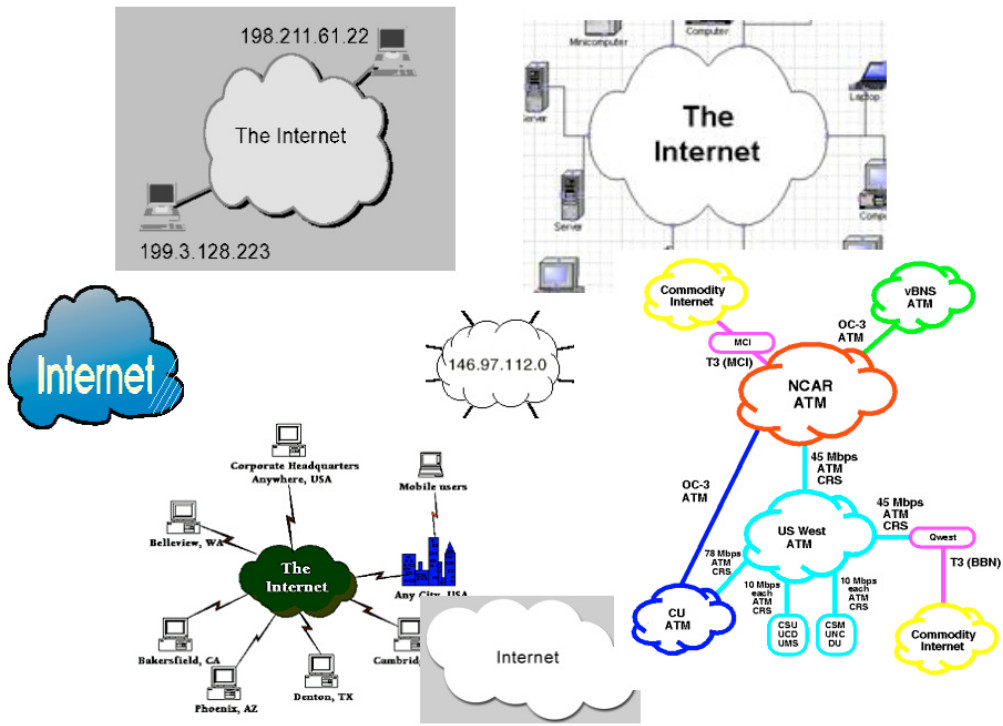 198.211.61.22
The Internet
199.3.128.223
Minicomputer
Computer
Server
The
Internet
Laptop
Server
Internet
146.97.112.0
Commodity
Internet
vBNS
ATM
MCI
OC-3
ATM
T3 (MCI)
NCAR
ATM
OC-3
ATM
45 Mbps
ATM
CRS
45 Mbps
ATM
CRS
US West
ATM
Qwest
T3 (BBN)
78 Mbps
ATM
CRS
10 Mbps
each
ATM
CRS
10 Mbps
each
ATM
CRS
CU
ATM
CSU
UCD
UMS
CSM
UNC
DU
Commodity
Internet
Corporate Headquarters
Anywhere, USA
Mobile users
Belleview, WA
The
Internet
Any City, USA
Bakersfield, CA
Cambridg
Phoenix, AZ
Denton, TX
Internet